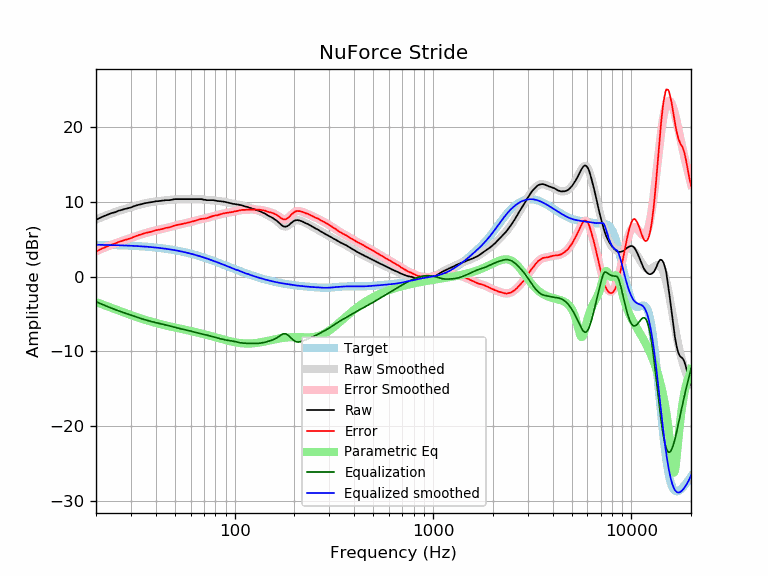 NuForce Stride
Amplitude (dBr)
20
10
0
−10
−20
−30
Target
Raw Smoothed
Error Smoothed
Raw
Error
Parametric Eq
Equalization
Equalized smoothed
100
1000
10000
Frequency (Hz)